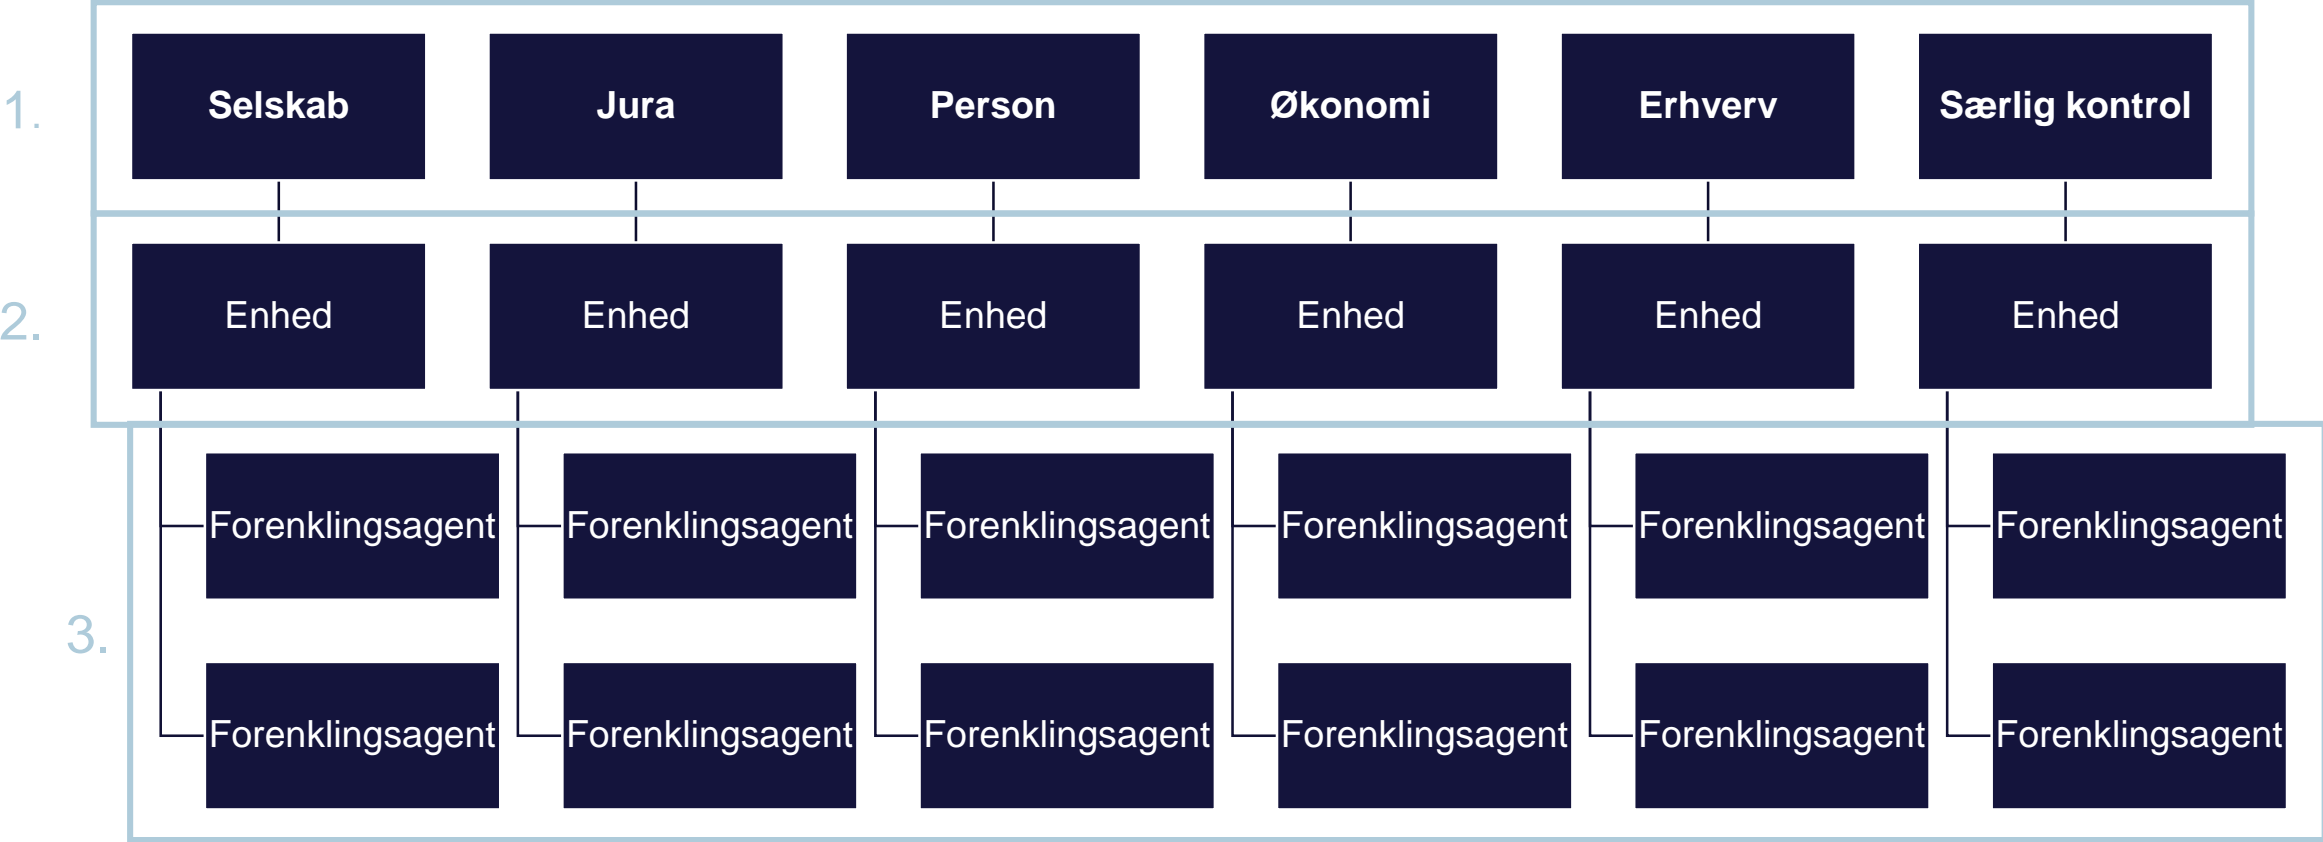 1.
Selskab
Jura
Person
Økonomi
Erhverv
Særlig kontrol
2.
Enhed
Enhed
Enhed
Enhed
Enhed
Enhed
3.
Forenklingsagent
Forenklingsagent
Forenklingsagent
Forenklingsagent
Forenklingsagent
Forenklingsagent
Forenklingsagent
Forenklingsagent
Forenklingsagent
Forenklingsagent
Forenklingsagent
Forenklingsagent